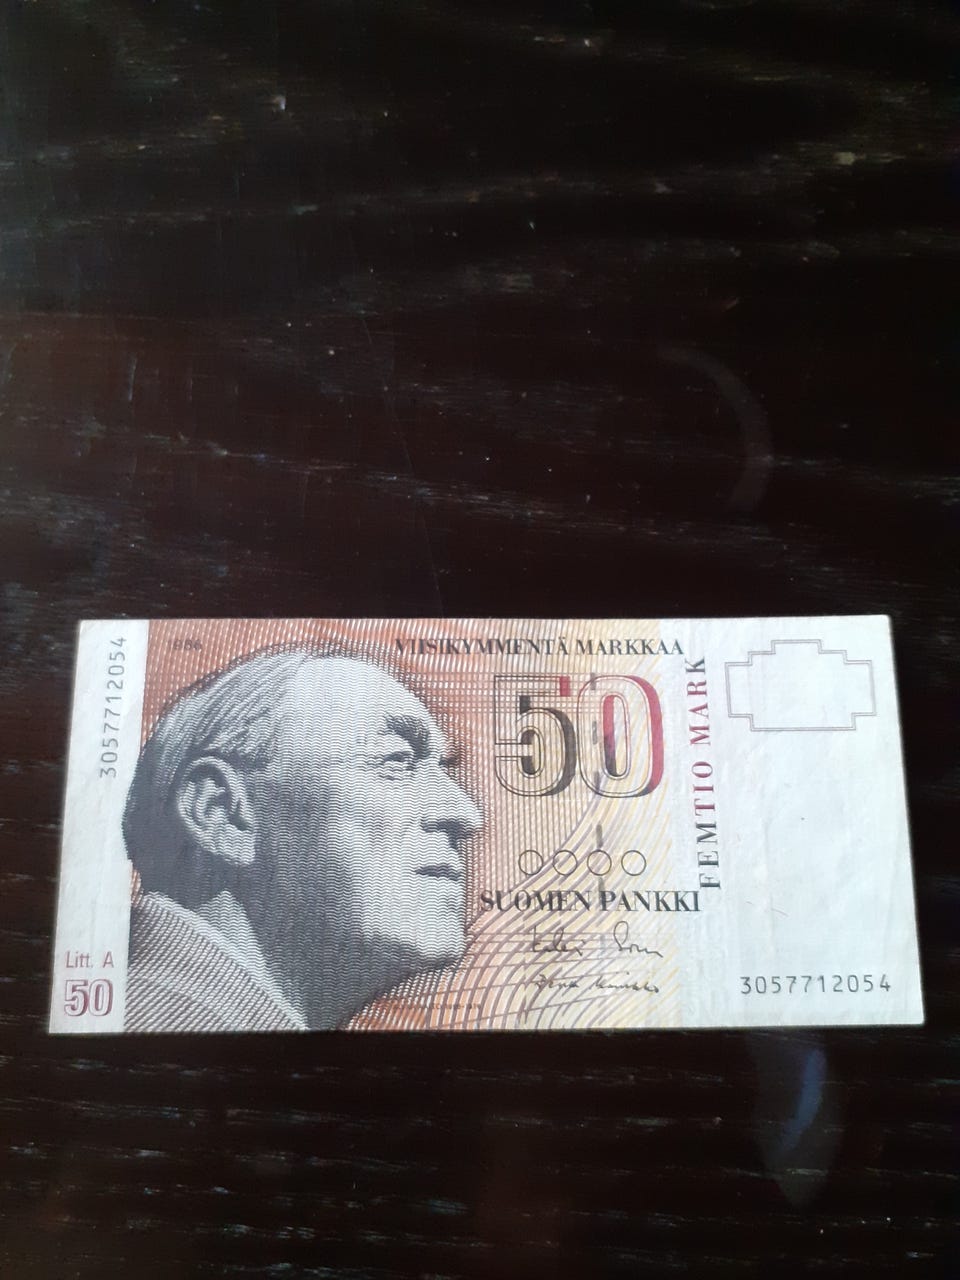 3057712054
1986
VIISIKYMMENTÄ MARKKAA
50
FEMTIO MARK
SUOMEN PANKKI
Litt. A
50
3057712054